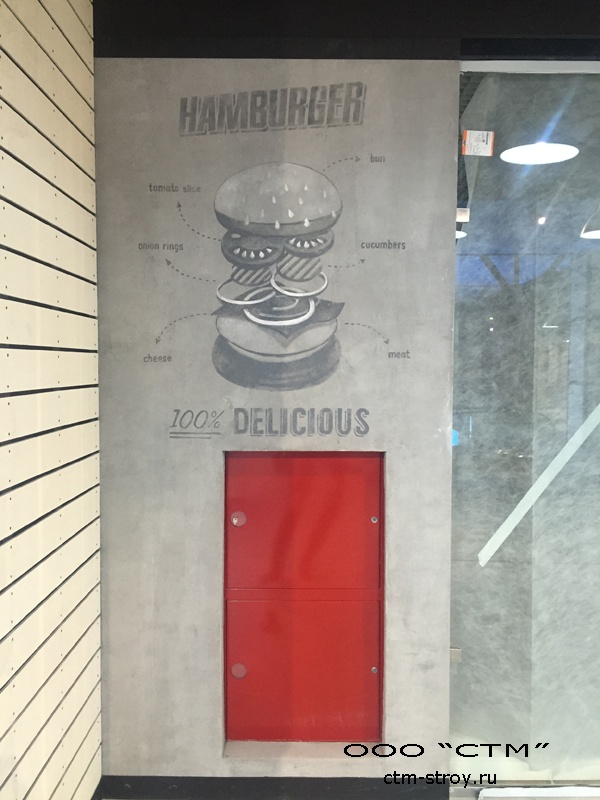 HAMBURGER
bun
tomato slice
onion rings
cucumbers
cheese
meat
100% DELICIOUS
ООО "СТМ"
ctm-stroy.ru